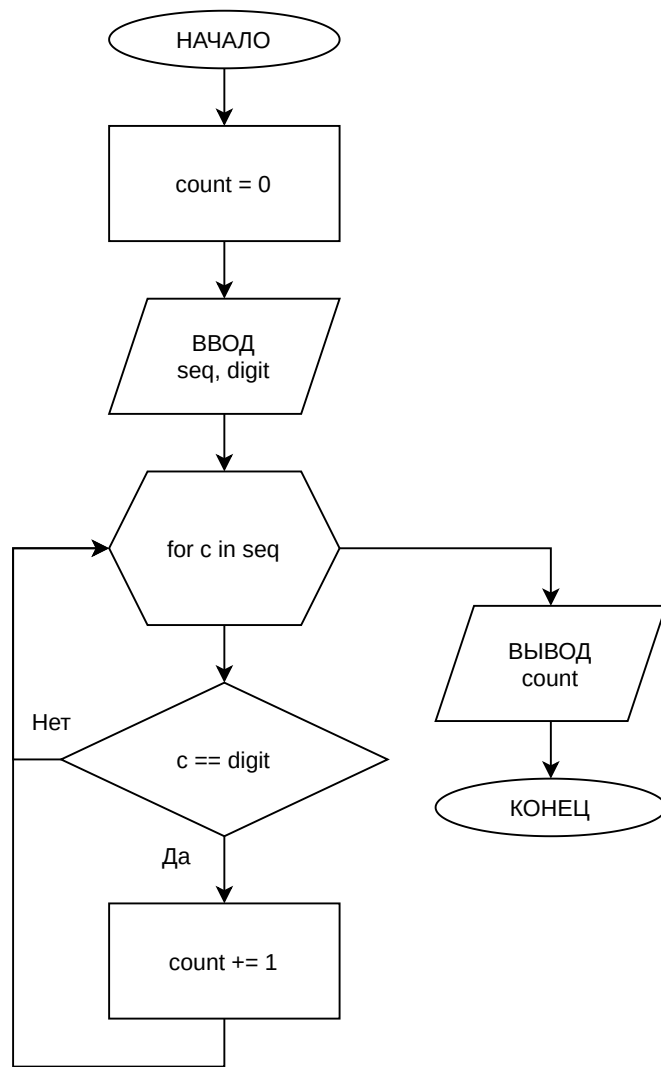 НАЧАЛО
count = 0
ВВОД
seq, digit
for c in seq
c == digit
Нет
Да
count += 1
ВЫВОД
count
КОНЕЦ